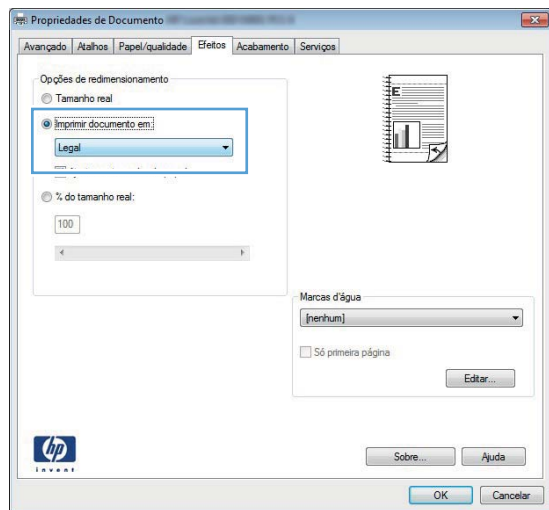 Propriedades de Documento
Avançado Atalhos Papel/qualidade Efeitos Acabamento Serviços
Opções de redimensionamento
Tamanho real
Imprimir documento em:
Legal
% do tamanho real:
100
E
Marcas d'água
[nenhum]
Só primeira página
Editar...
hp
invent
Sobre... Ajuda
OK Cancelar